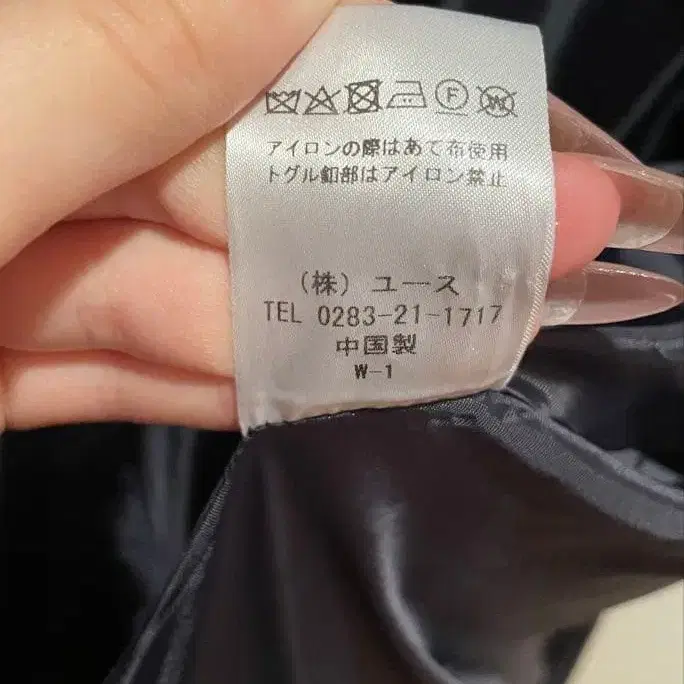 F W
アイロンの際はあて布使用
トグル釦部はアイロン禁止
（株）ユース
TEL 0283-21-1717
中国製
W-1